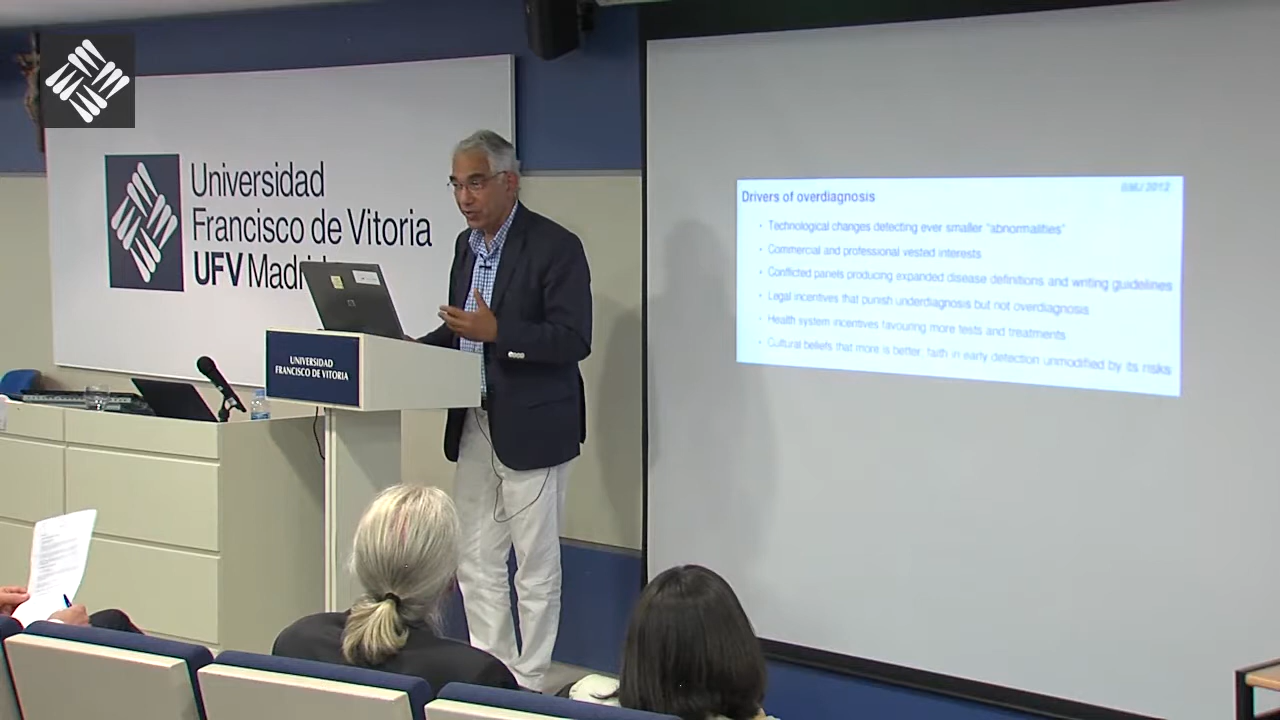 Universidad
Francisco de Vitoria
UFV Madrid
UNIVERSIDAD
FRANCISCO DE VITORIA
BMJ 2012
Drivers of overdiagnosis
· Technological changes detecting ever smaller "abnormalities"
· Commercial and professional vested interests
· Conflicted panels producing expanded disease definitions and writing guidelines
· Legal incentives that punish underdiagnosis but not overdiagnosis
· Health system incentives favouring more tests and treatments
· Cultural beliefs that more is better, faith in early detection unmodified by its risks